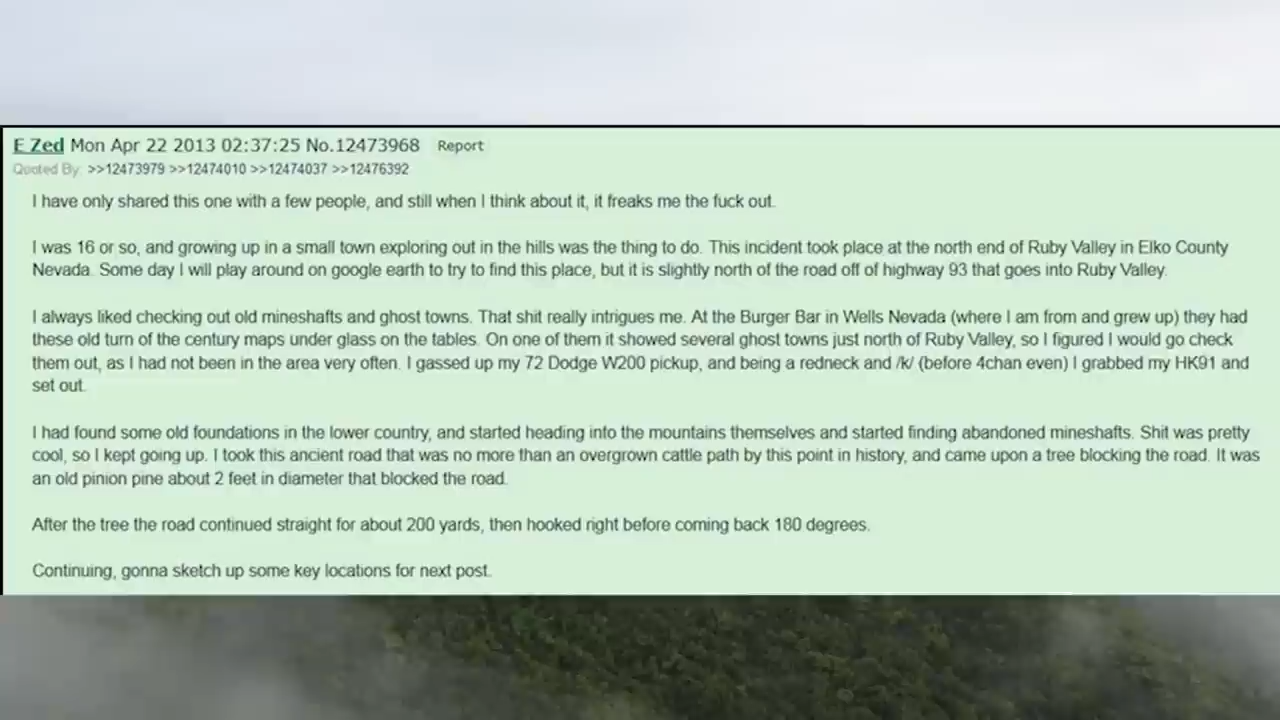 E Zed Mon Apr 22 2013 02:37:25 No.12473968 Report
Quoted By: >>12473979 >>12474010 >>12474037 >>12476392
I have only shared this one with a few people, and still when I think about it, it freaks me the fuck out.
I was 16 or so, and growing up in a small town exploring out in the hills was the thing to do. This incident took place at the north end of Ruby Valley in Elko County
Nevada. Some day I will play around on google earth to try to find this place, but it is slightly north of the road off of highway 93 that goes into Ruby Valley.
I always liked checking out old mineshafts and ghost towns. That shit really intrigues me. At the Burger Bar in Wells Nevada (where I am from and grew up) they had
these old turn of the century maps under glass on the tables. On one of them it showed several ghost towns just north of Ruby Valley, so I figured I would go check
them out, as I had not been in the area very often. I gassed up my 72 Dodge W200 pickup, and being a redneck and /k/ (before 4chan even) I grabbed my HK91 and
set out.
I had found some old foundations in the lower country, and started heading into the mountains themselves and started finding abandoned mineshafts. Shit was pretty
cool, so I kept going up. I took this ancient road that was no more than an overgrown cattle path by this point in history, and came upon a tree blocking the road. It was
an old pinion pine about 2 feet in diameter that blocked the road.
After the tree the road continued straight for about 200 yards, then hooked right before coming back 180 degrees.
Continuing, gonna sketch up some key locations for next post.